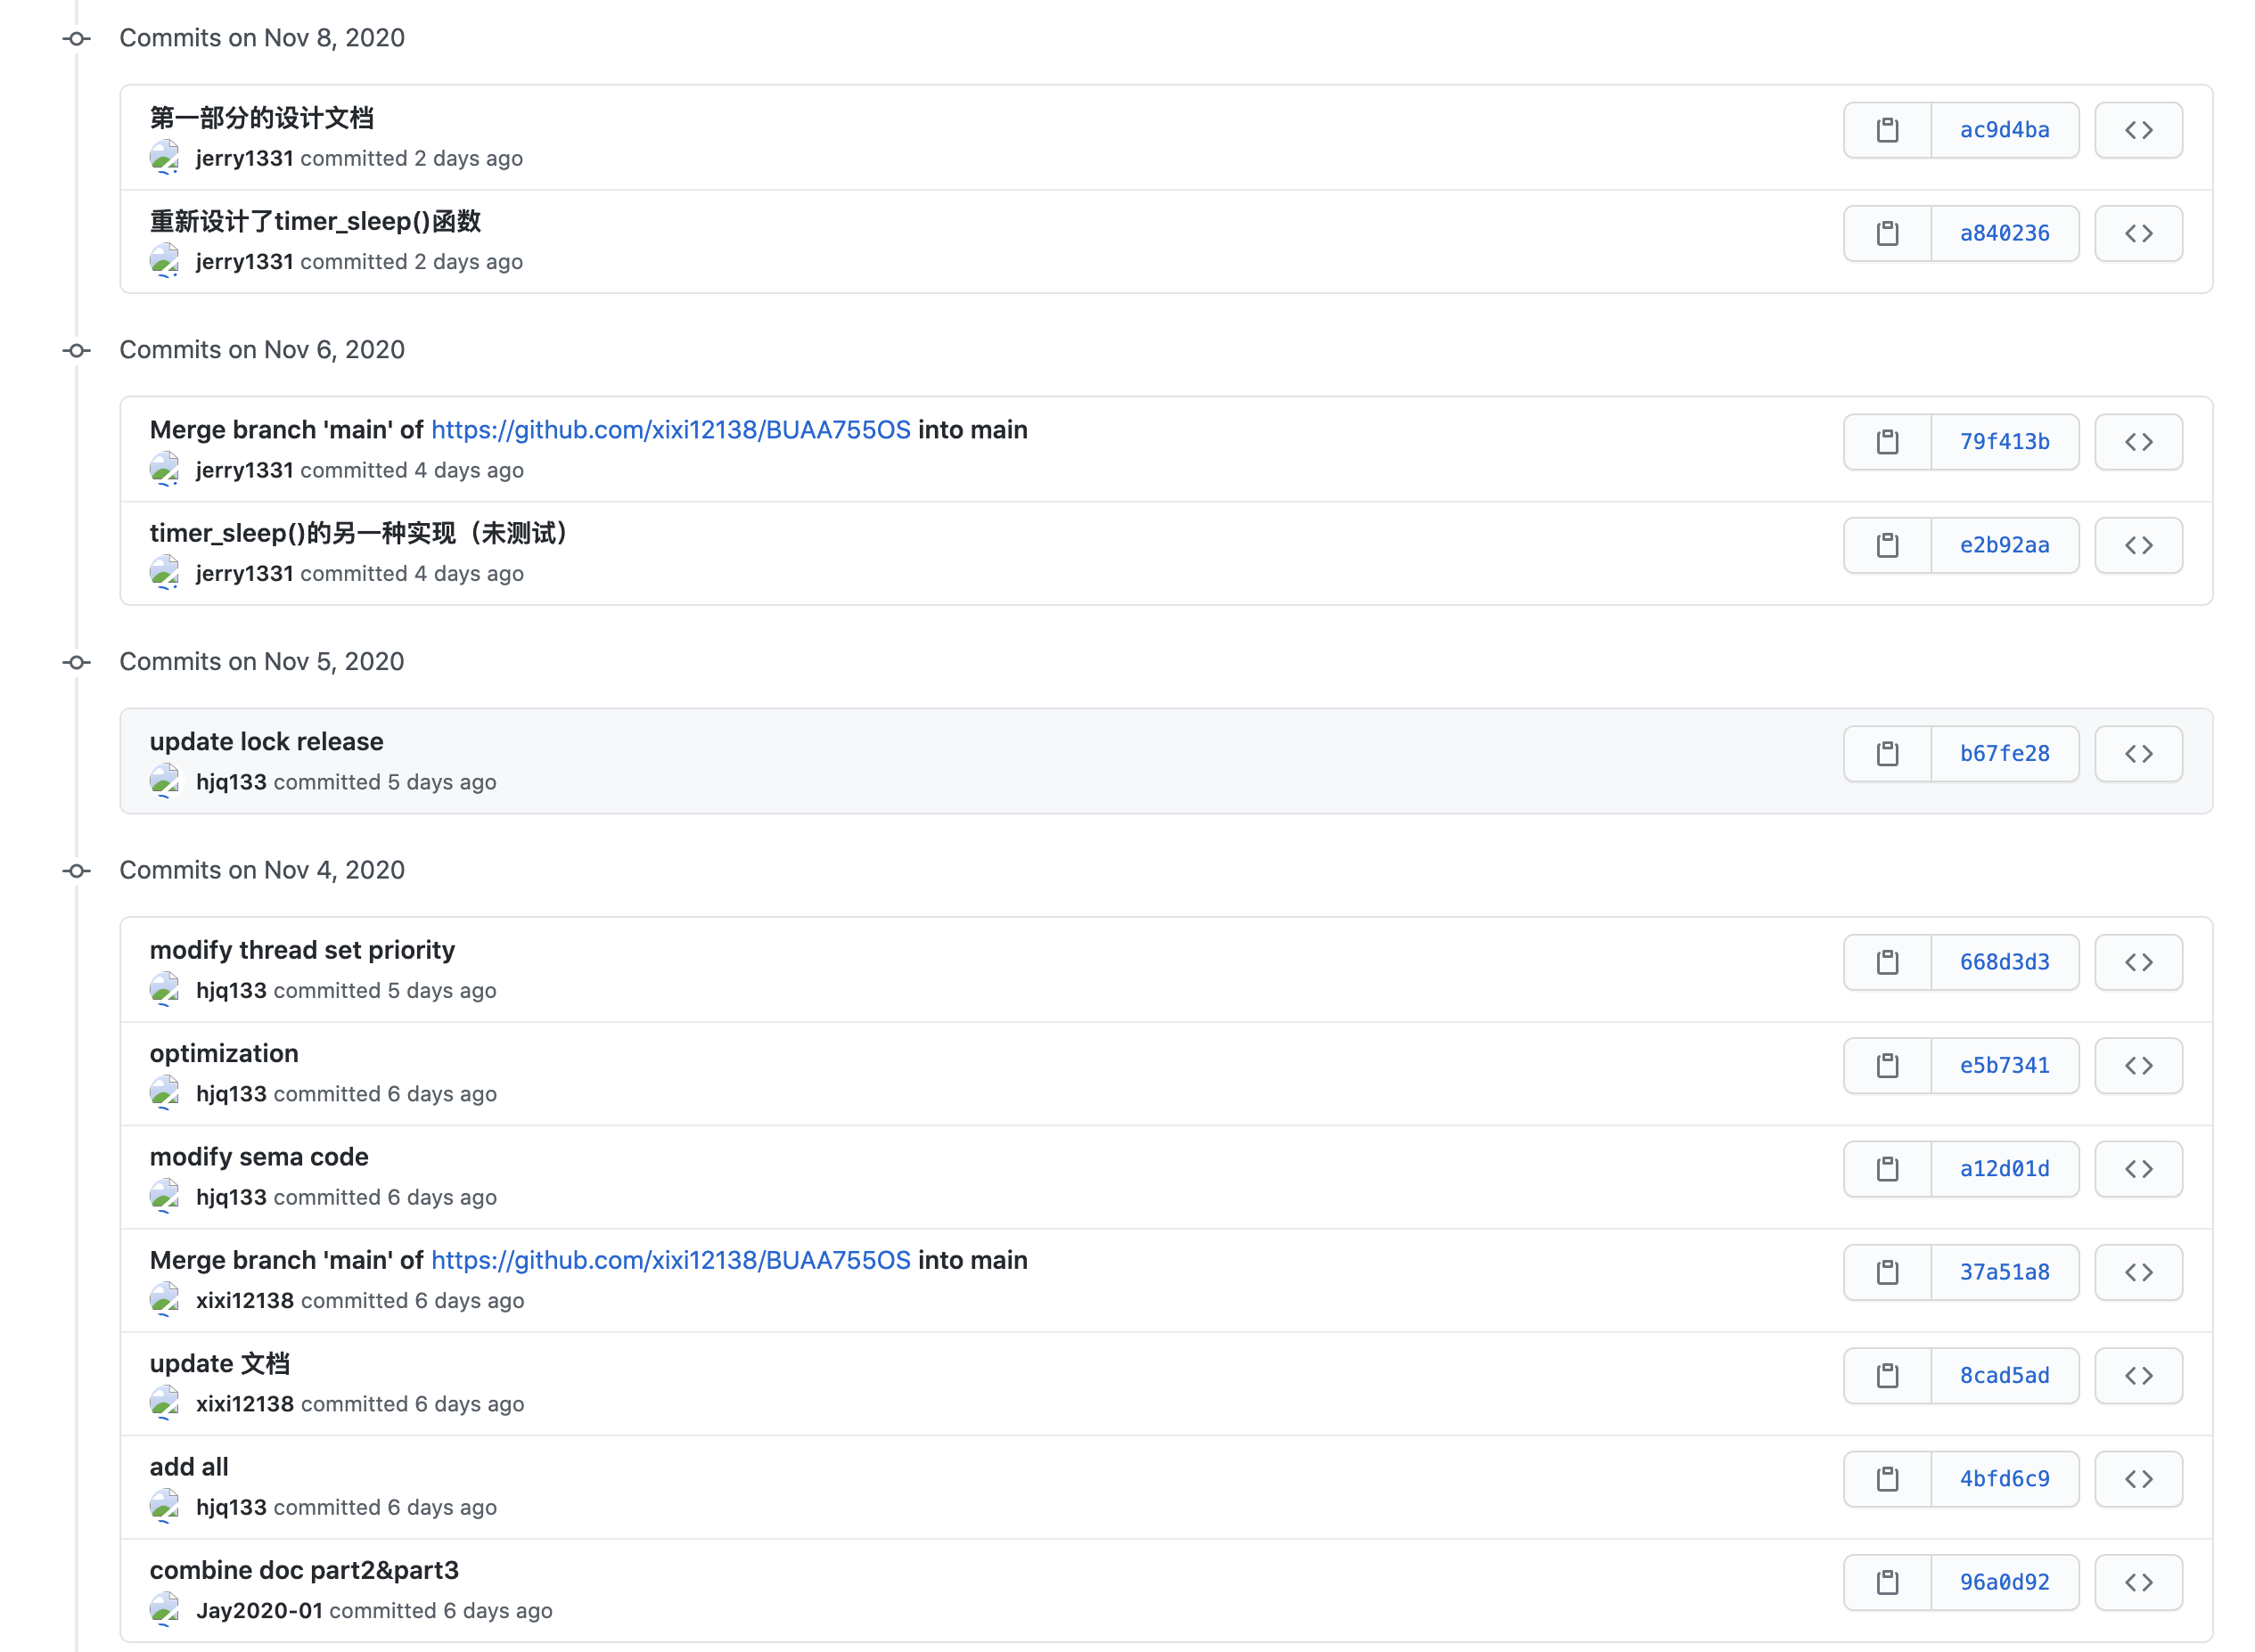 Commits on Nov 8, 2020
第一部分的设计文档
ac9d4ba
jerry1331 committed 2 days ago
重新设计了timer_sleep()函数
a840236
jerry1331 committed 2 days ago
Commits on Nov 6, 2020
Merge branch 'main' of https://github.com/xixi12138/BUAA755OS into main
79f413b
jerry1331 committed 4 days ago
timer_sleep()的另一种实现（未测试）
e2b92aa
jerry1331 committed 4 days ago
Commits on Nov 5, 2020
update lock release
b67fe28
hjq133 committed 5 days ago
Commits on Nov 4, 2020
modify thread set priority
668d3d3
hjq133 committed 5 days ago
optimization
e5b7341
hjq133 committed 6 days ago
modify sema code
a12d01d
hjq133 committed 6 days ago
Merge branch 'main' of https://github.com/xixi12138/BUAA755OS into main
37a51a8
xixi12138 committed 6 days ago
update 文档
8cad5ad
xixi12138 committed 6 days ago
add all
4bfd6c9
hjq133 committed 6 days ago
combine doc part2&part3
96a0d92
Jay2020-01 committed 6 days ago